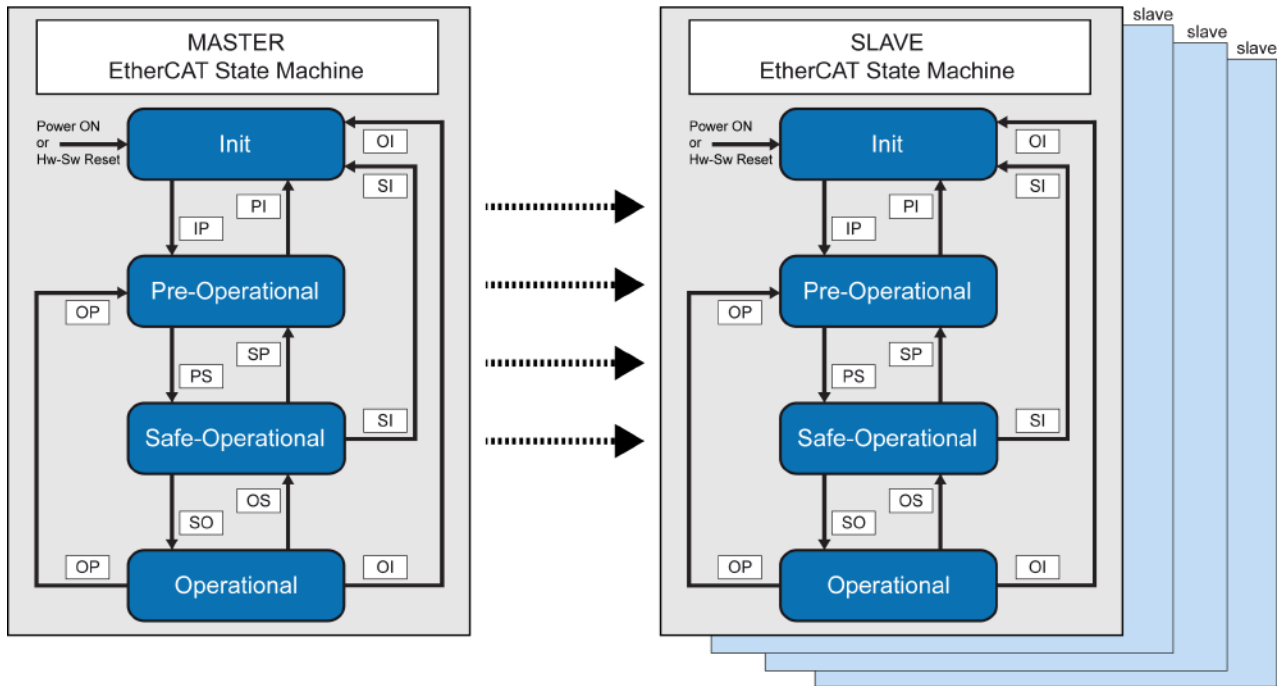 MASTER
EtherCAT State Machine
Power ON
or
Hw-Sw Reset
Init
OI
SI
PI
IP
Pre-Operational
OP
SP
PS
Safe-Operational
SI
OS
SO
OP
Operational
OI
SLAVE
EtherCAT State Machine
Power ON
or
Hw-Sw Reset
Init
OI
SI
PI
IP
Pre-Operational
OP
SP
PS
Safe-Operational
SI
OS
SO
OP
Operational
OI
slave
slave
slave